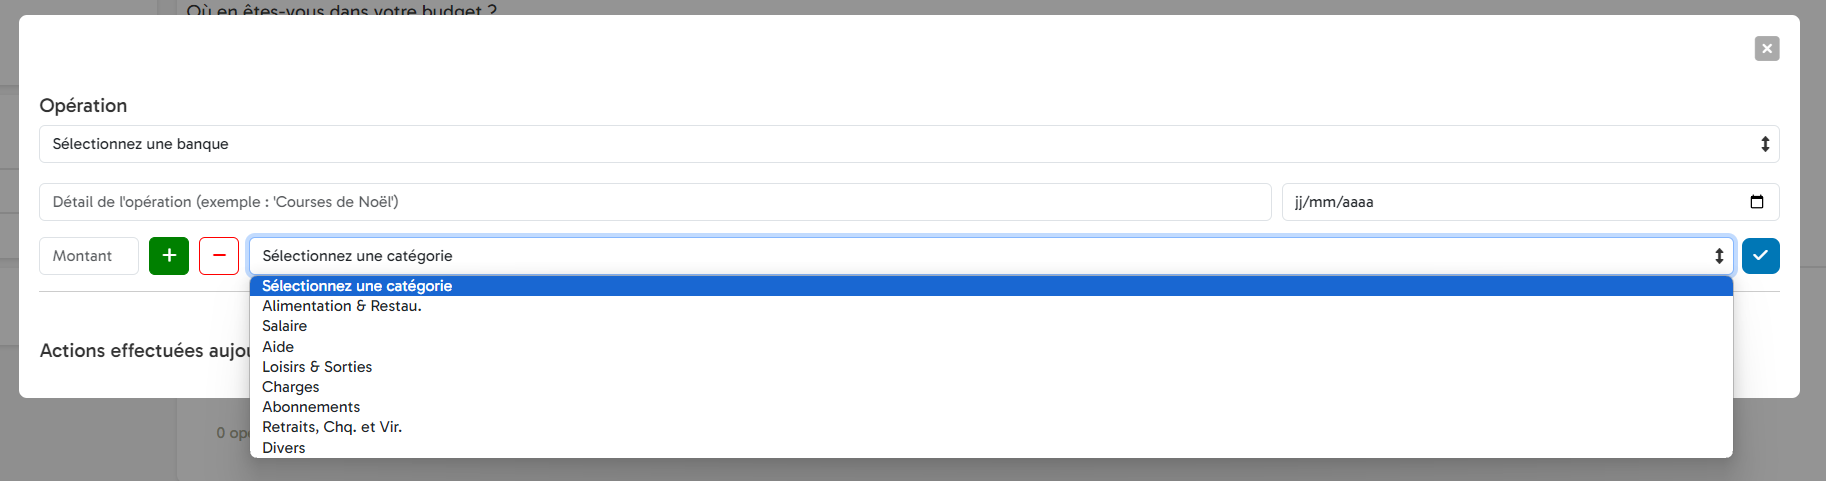 Où en êtes-vous dans votre budget ?
Opération
Sélectionnez une banque
Détail de l'opération (exemple : 'Courses de Noël')
jj/mm/aaaa
Montant
Sélectionnez une catégorie
Sélectionnez une catégorie
Alimentation & Restau.
Salaire
Aide
Loisirs & Sorties
Charges
Abonnements
Retraits, Chq. et Vir.
Divers
Actions effectuées
0